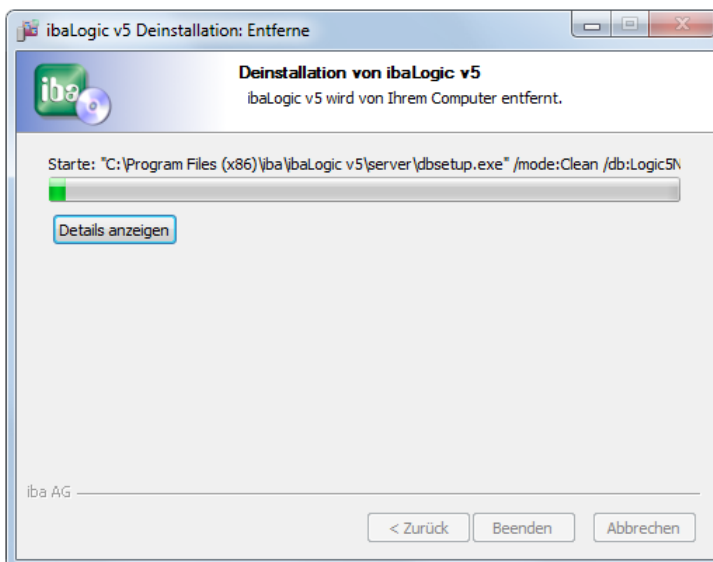 ibaLogic v5 Deinstallation: Entferne
iba
Deinstallation von ibaLogic v5
ibaLogic v5 wird von Ihrem Computer entfernt.
Starte: "C:\Program Files (x86)\iba\ibaLogic v5\server\dbsetup.exe" /mode:Clean /db:Logic5N
Details anzeigen
iba AG
< Zurück Beenden Abbrechen